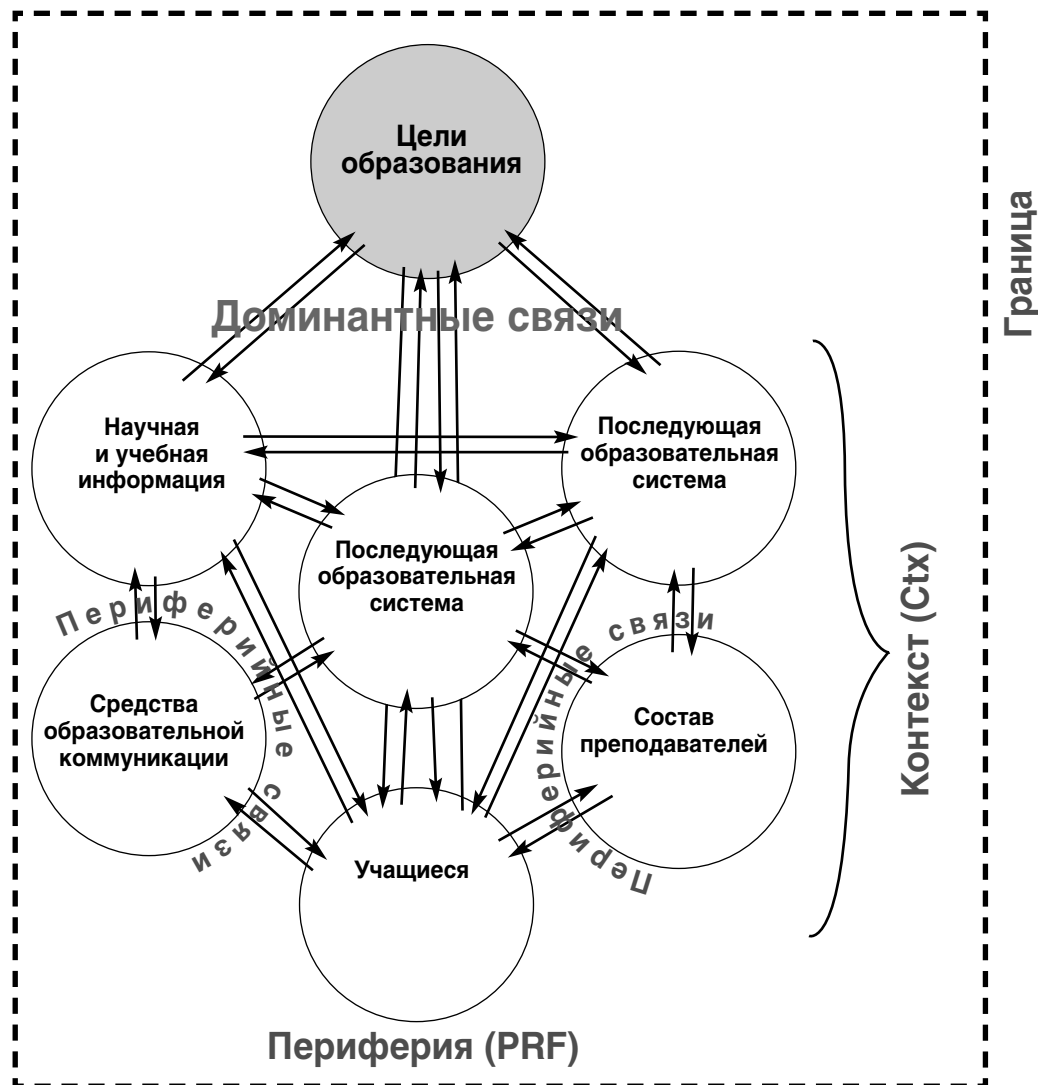 Цели
образования
Граница
Доминантные связи
Научная
и учебная
информация
Последующая
образовательная
система
Последующая
образовательная
система
Контекст (Ctx)
Периферийные связи
Периферийные связи
Средства
образовательной
коммуникации
Состав
преподавателей
Учащиеся
Периферия (PRF)